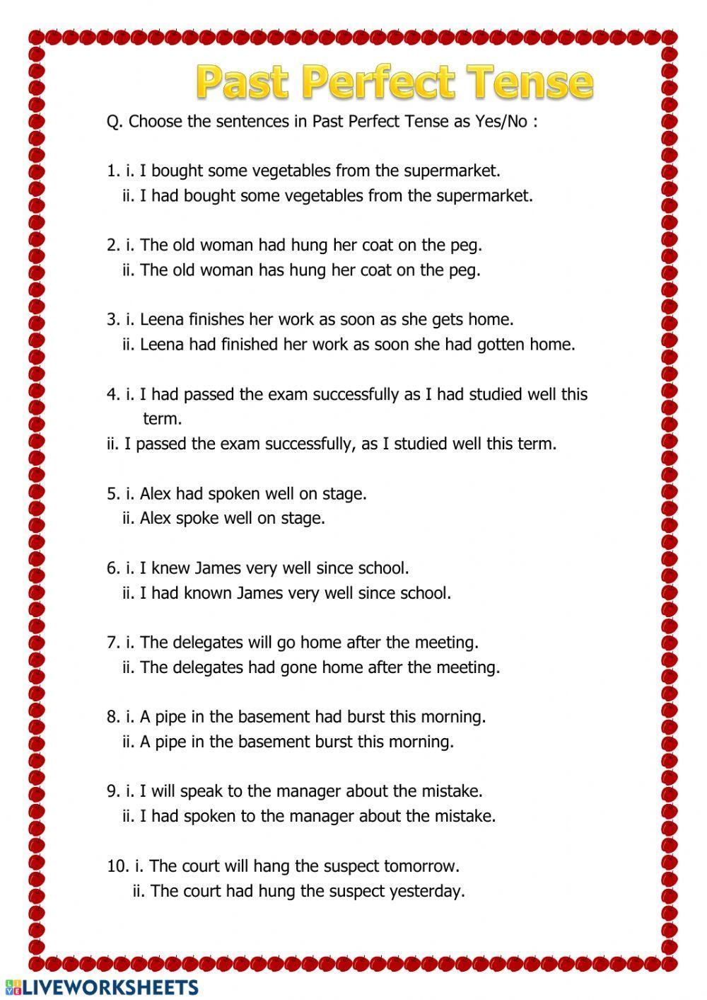 Past Perfect Tense
Q. Choose the sentences in Past Perfect Tense as Yes/No :
1. i. I bought some vegetables from the supermarket.
ii. I had bought some vegetables from the supermarket.
2. i. The old woman had hung her coat on the peg.
ii. The old woman has hung her coat on the peg.
3. i. Leena finishes her work as soon as she gets home.
ii. Leena had finished her work as soon she had gotten home.
4. i. I had passed the exam successfully as I had studied well this
term.
ii. I passed the exam successfully, as I studied well this term.
5. i. Alex had spoken well on stage.
ii. Alex spoke well on stage.
6. i. I knew James very well since school.
ii. I had known James very well since school.
7. i. The delegates will go home after the meeting.
ii. The delegates had gone home after the meeting.
8. i. A pipe in the basement had burst this morning.
ii. A pipe in the basement burst this morning.
9. i. I will speak to the manager about the mistake.
ii. I had spoken to the manager about the mistake.
10. i. The court will hang the suspect tomorrow.
ii. The court had hung the suspect yesterday.
LIVE LIVEWORKSHEETS